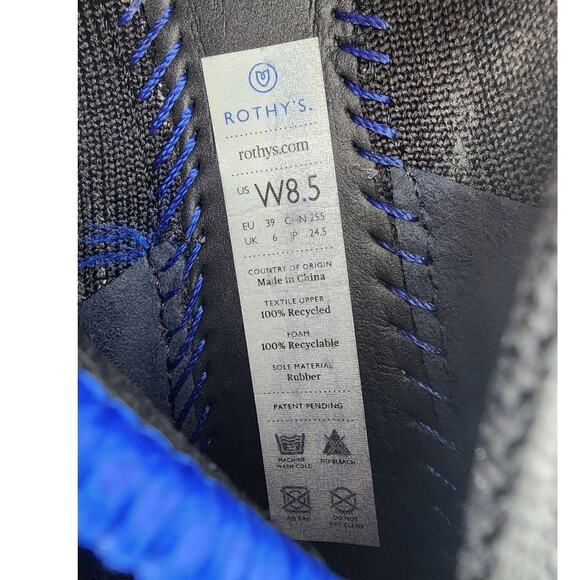 ROTHY'S.
rothys.com
US W8.5
EU 39 CHN 255
UK 6 JP 24.5
COUNTRY OF ORIGIN
Made in China
TEXTILE UPPER
100% Recycled
FOAM
100% Recyclable
SOLE MATERIAL
Rubber
PATENT PENDING
MACHINE WASH COLD
NO BLEACH
AIR DRY
DO NOT DRY CLEAN